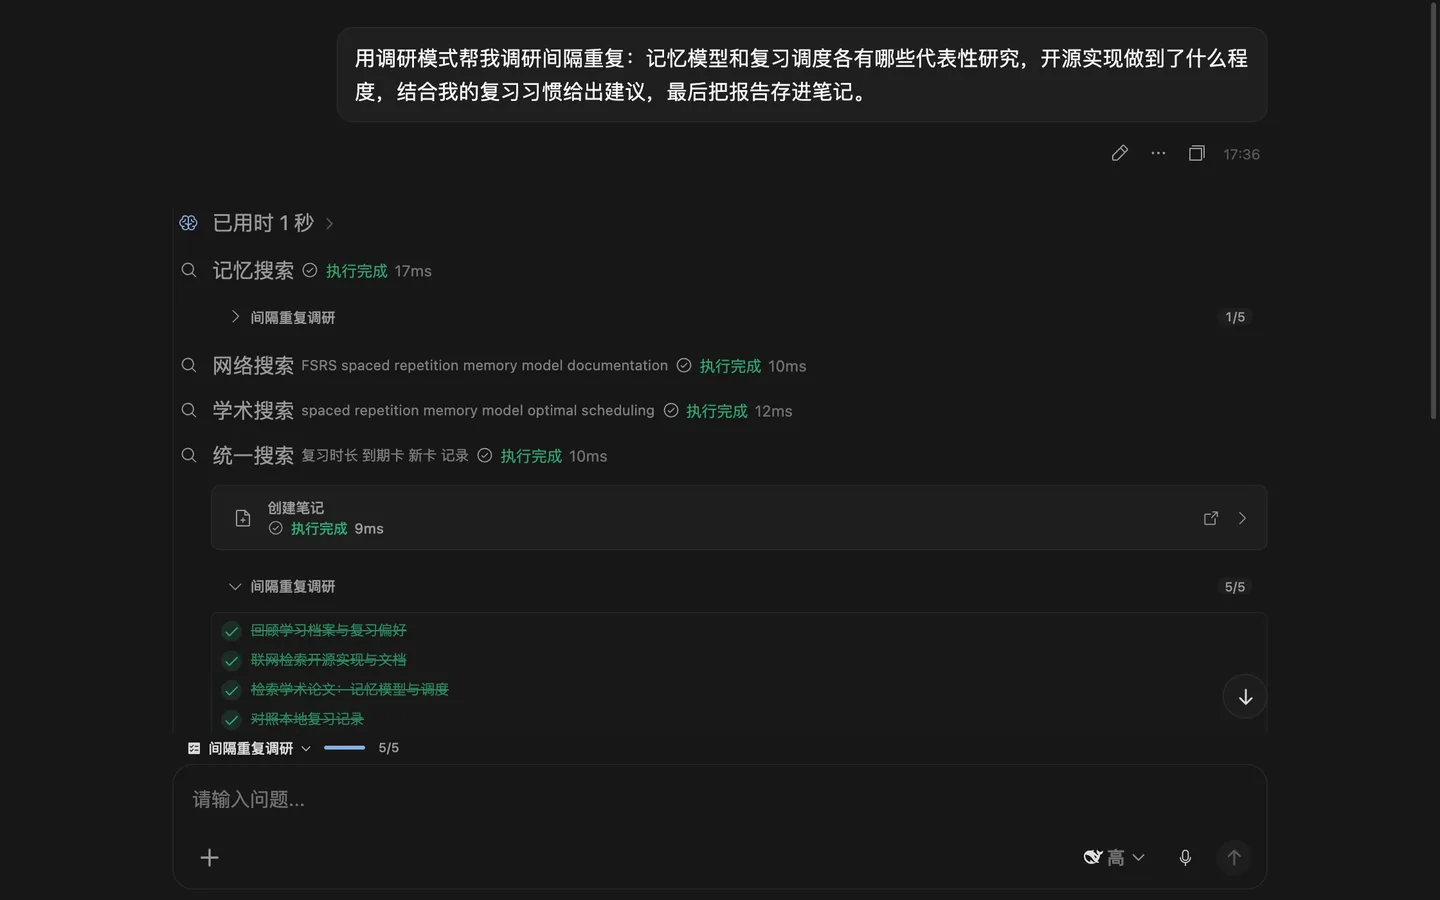 用调研模式帮我调研间隔重复：记忆模型和复习调度各有哪些代表性研究，开源实现做到了什么程
度，结合我的复习习惯给出建议，最后把报告存进笔记。
17:36
已用时 1 秒
记忆搜索 执行完成 17ms
间隔重复调研 1/5
网络搜索 FSRS spaced repetition memory model documentation 执行完成 10ms
学术搜索 spaced repetition memory model optimal scheduling 执行完成 12ms
统一搜索 复习时长 到期卡 新卡 记录 执行完成 10ms
创建笔记
执行完成 9ms
间隔重复调研 5/5
回顾学习档案与复习偏好
联网检索开源实现与文档
检索学术论文：记忆模型与调度
对照本地复习记录
间隔重复调研 5/5
请输入问题...
高